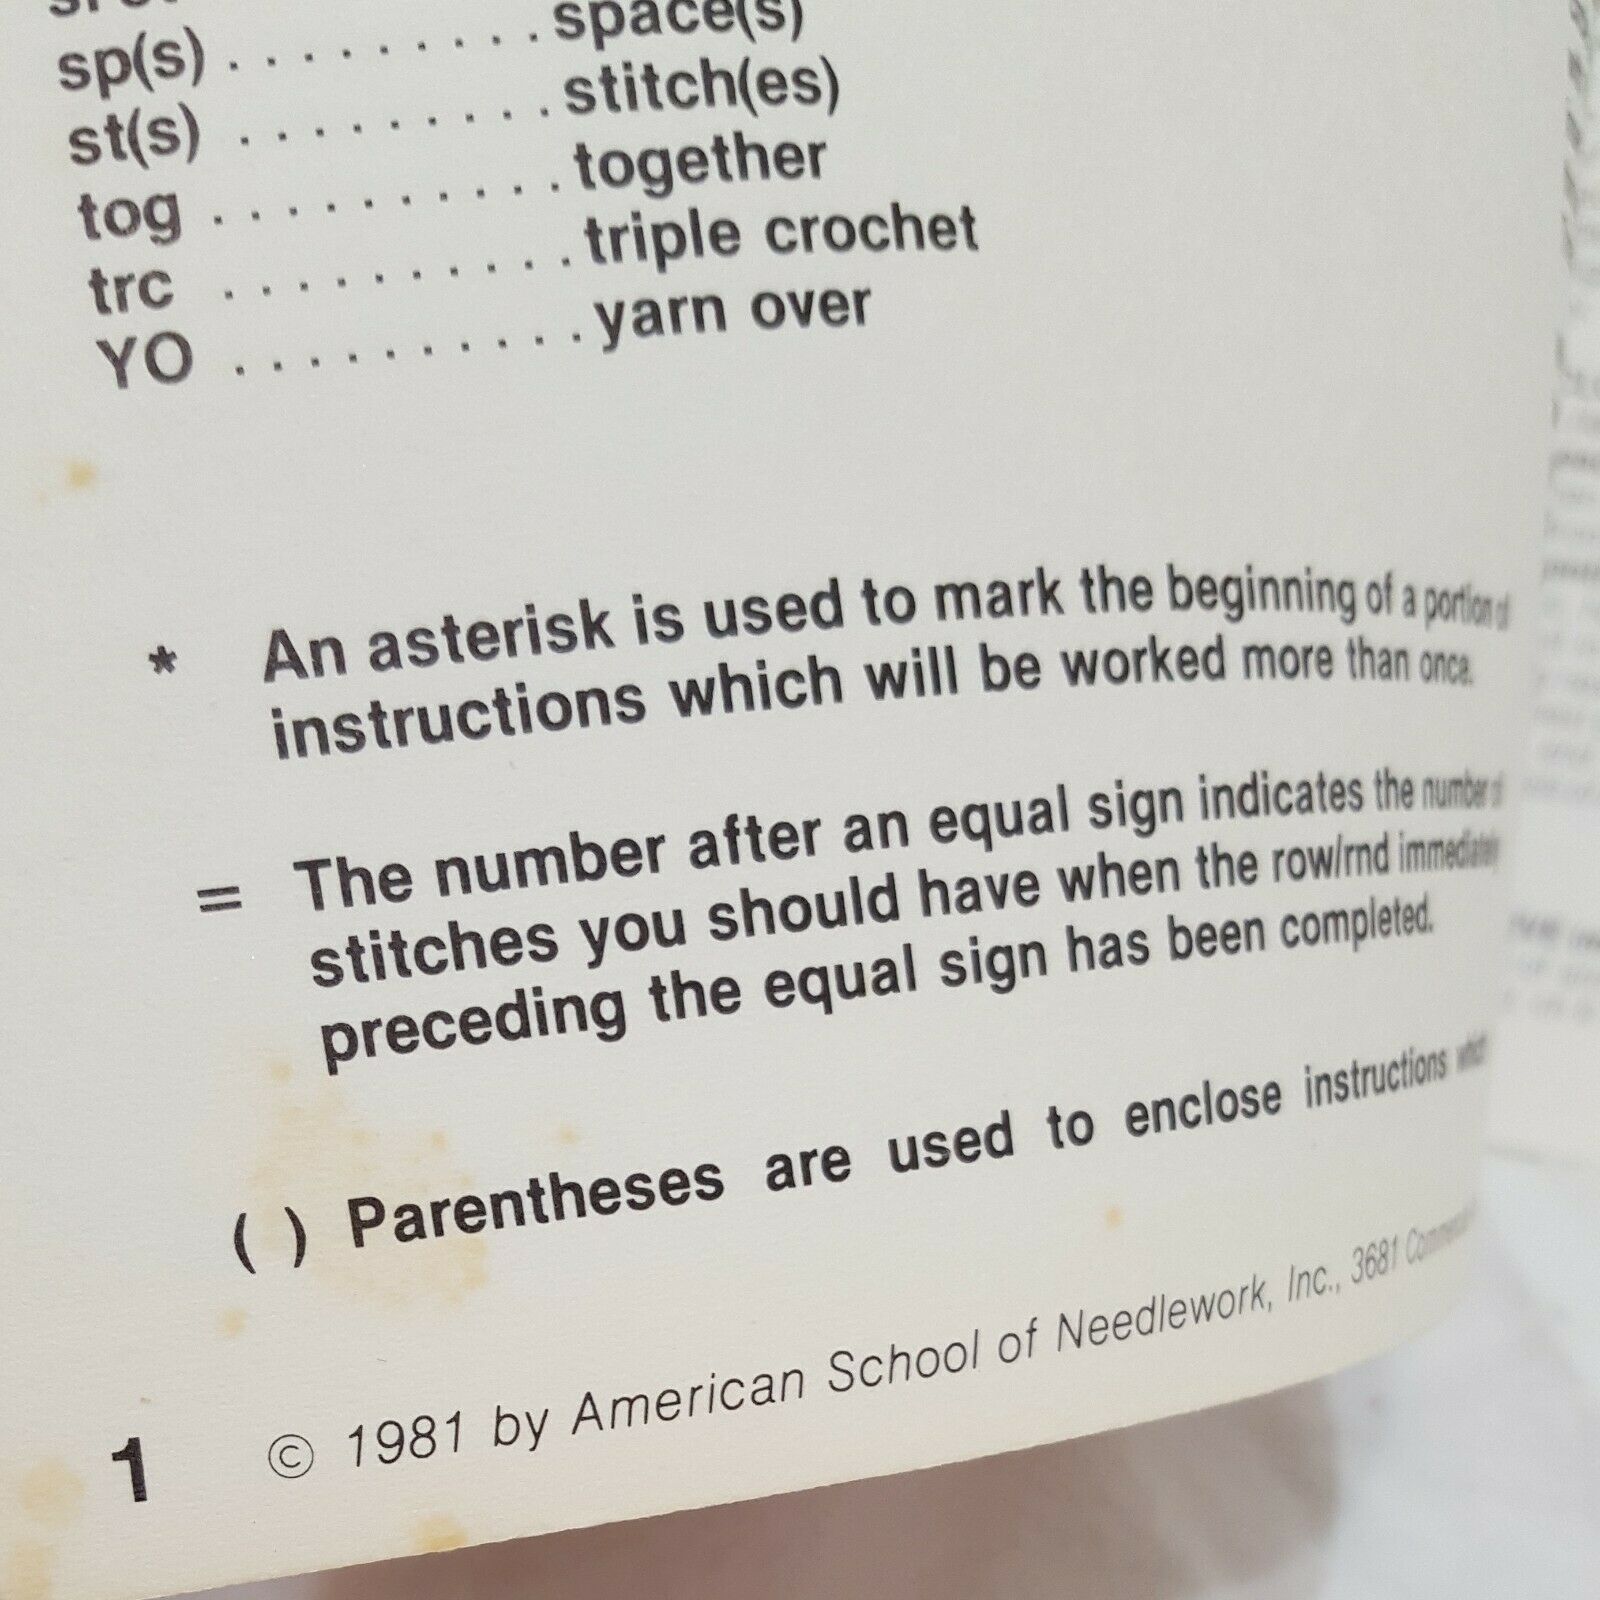 sp(s) . . . . . . . . . space(s)
st(s) . . . . . . . . . stitch(es)
tog . . . . . . . . . . together
trc . . . . . . . . . . triple crochet
YO . . . . . . . . . . yarn over
* An asterisk is used to mark the beginning of a portion of
instructions which will be worked more than once.
= The number after an equal sign indicates the number of
stitches you should have when the row/rnd immediately
preceding the equal sign has been completed.
( ) Parentheses are used to enclose instructions which
1 © 1981 by American School of Needlework, Inc., 3681